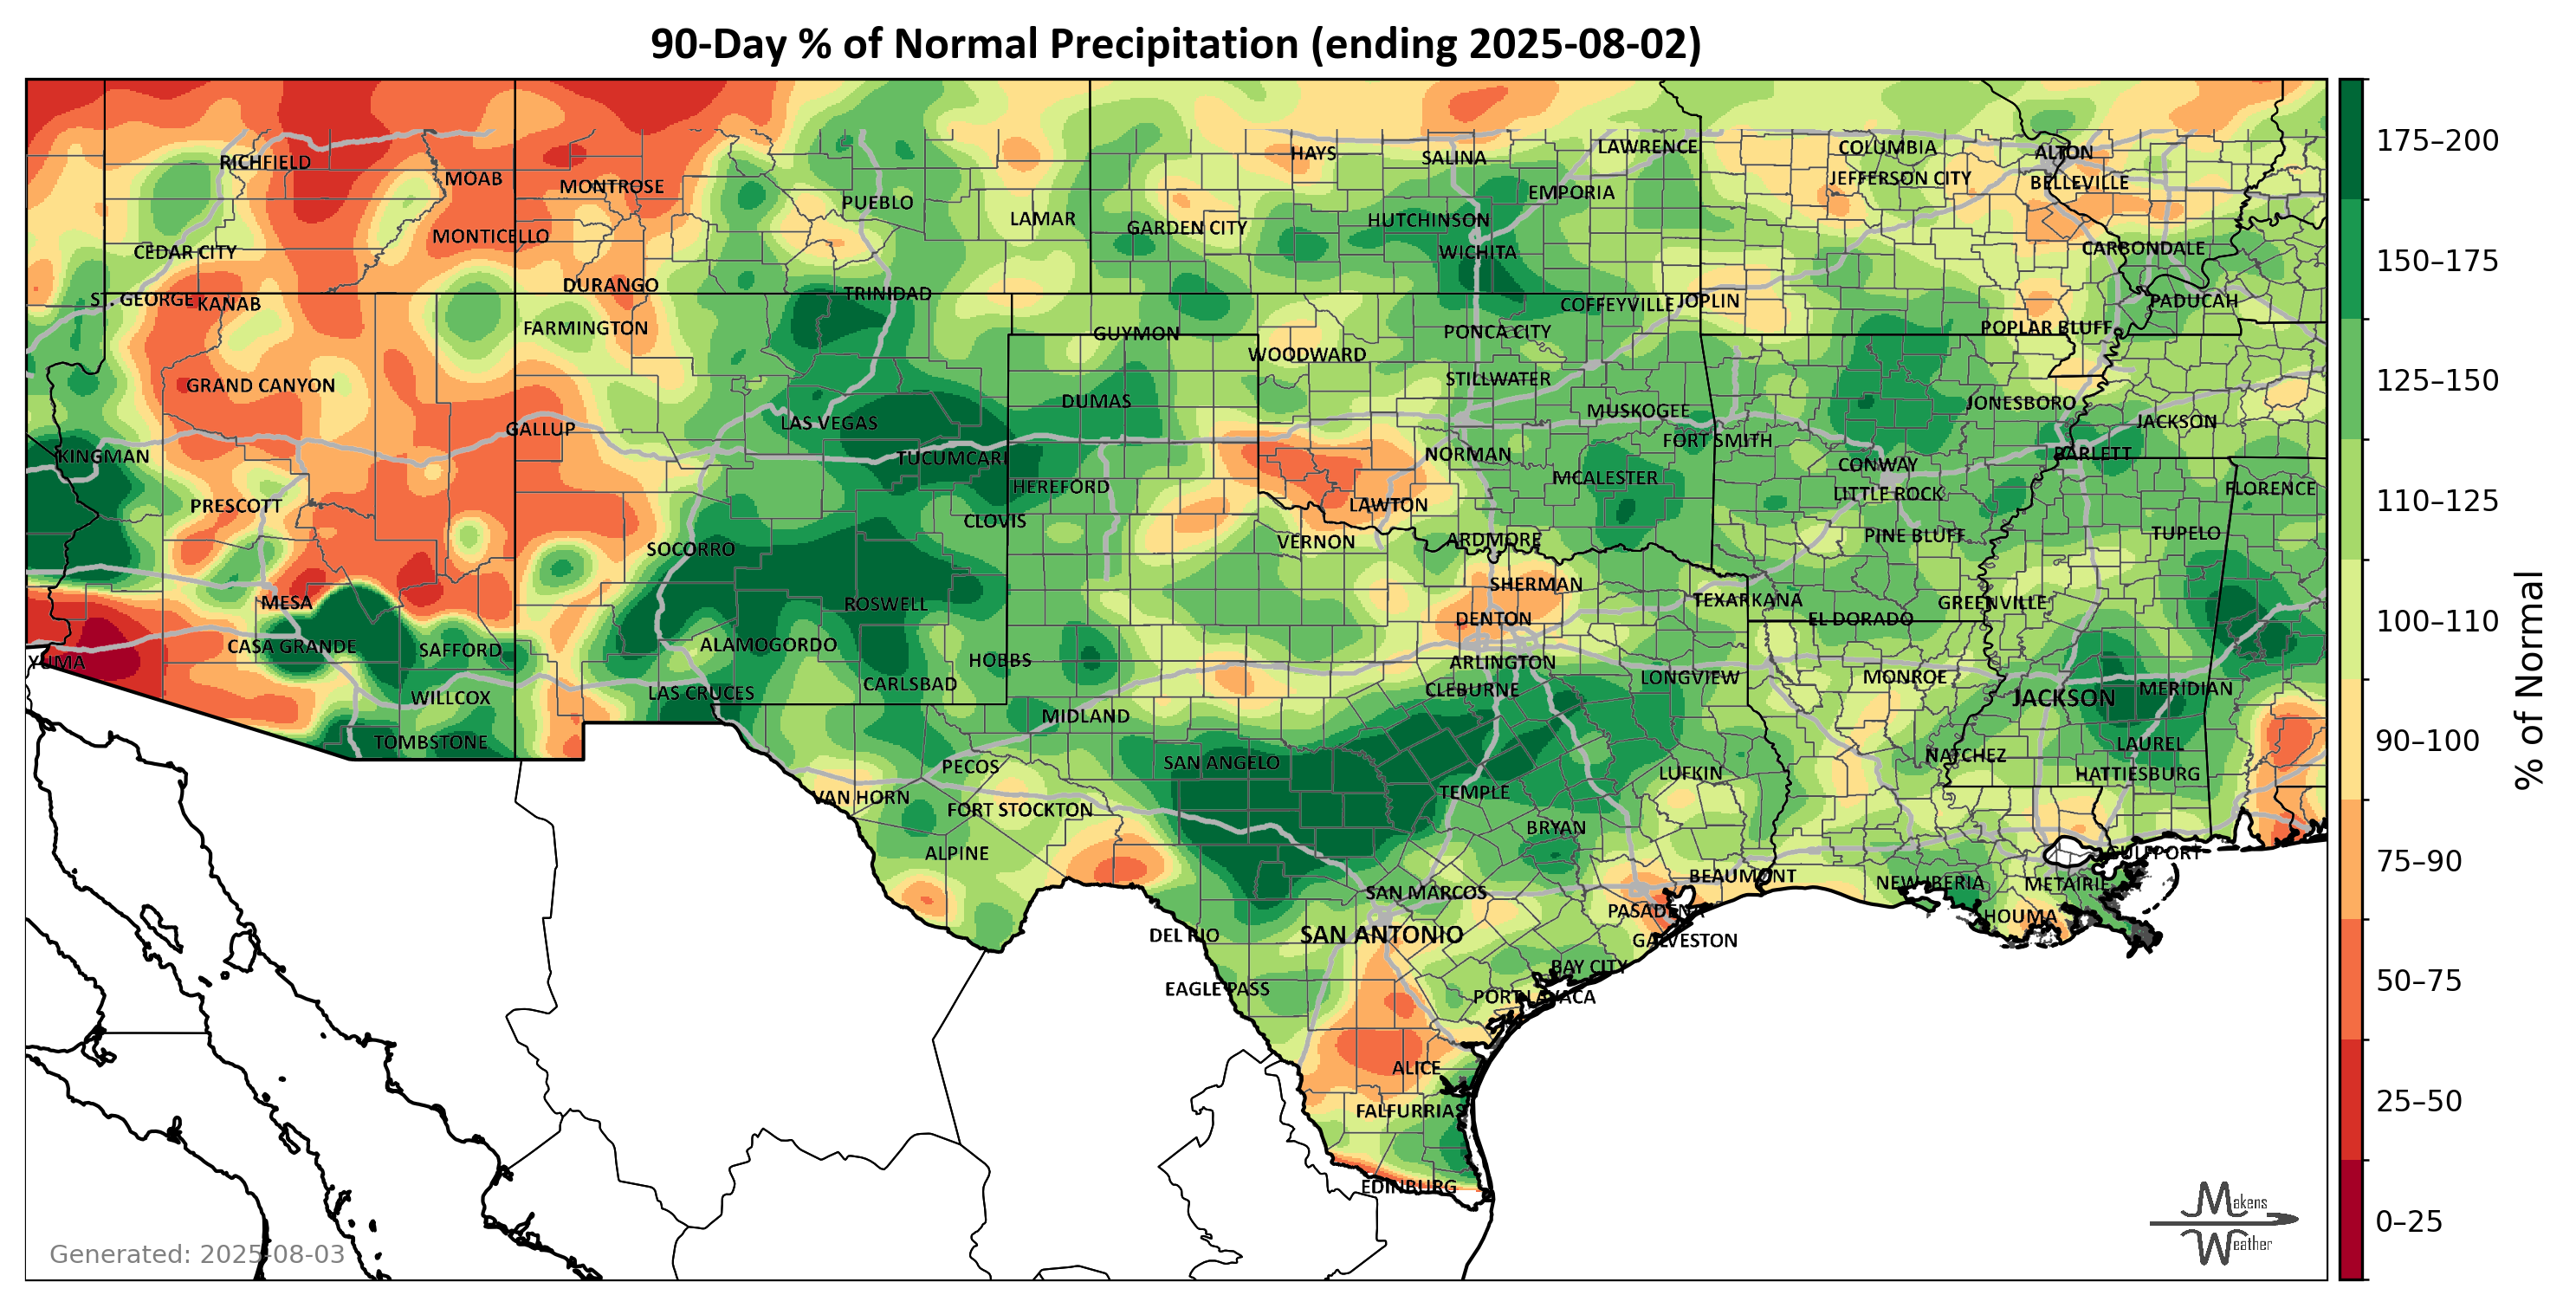 90-Day % of Normal Precipitation (ending 2025-08-02)
RICHFIELD
MOAB
MONTROSE
PUEBLO
LAMAR
HAYS
SALINA
LAWRENCE
COLUMBIA
ALTON
JEFFERSON CITY
BELLEVILLE
EMPORIA
GARDEN CITY
HUTCHINSON
WICHITA
MONTICELLO
CEDAR CITY
CARBONDALE
DURANGO
TRINIDAD
ST. GEORGE
KANAB
COFFEYVILLE
JOPLIN
PADUCAH
FARMINGTON
GUYMON
PONCA CITY
POPLAR BLUFF
WOODWARD
STILLWATER
GRAND CANYON
DUMAS
MUSKOGEE
JONESBORO
JACKSON
LAS VEGAS
GALLUP
FORT SMITH
KINGMAN
TUCUMCARI
NORMAN
BARLETT
CONWAY
MCALESTER
HEREFORD
LITTLE ROCK
FLORENCE
PRESCOTT
LAWTON
CLOVIS
TUPELO
PINE BLUFF
SOCORRO
VERNON
ARDMORE
SHERMAN
MESA
ROSWELL
TEXARKANA
GREENVILLE
DENTON
EL DORADO
CASA GRANDE
SAFFORD
ALAMOGORDO
HOBBS
ARLINGTON
YUMA
LONGVIEW
MONROE
CARLSBAD
CLEBURNE
LAS CRUCES
WILLCOX
JACKSON
MERIDIAN
MIDLAND
TOMBSTONE
LAUREL
NATCHEZ
PECOS
SAN ANGELO
LUFKIN
HATTIESBURG
VAN HORN
TEMPLE
FORT STOCKTON
BRYAN
ALPINE
GULFPORT
BEAUMONT
NEW IBERIA
METAIRIE
SAN MARCOS
PASADENA
HOUMA
DEL RIO
SAN ANTONIO
GALVESTON
BAY CITY
EAGLE PASS
PORT LAVACA
ALICE
FALFURRIAS
EDINBURG
Generated: 2025-08-03
Makens
Weather
175–200
150–175
125–150
110–125
100–110
90–100
75–90
50–75
25–50
0–25
% of Normal